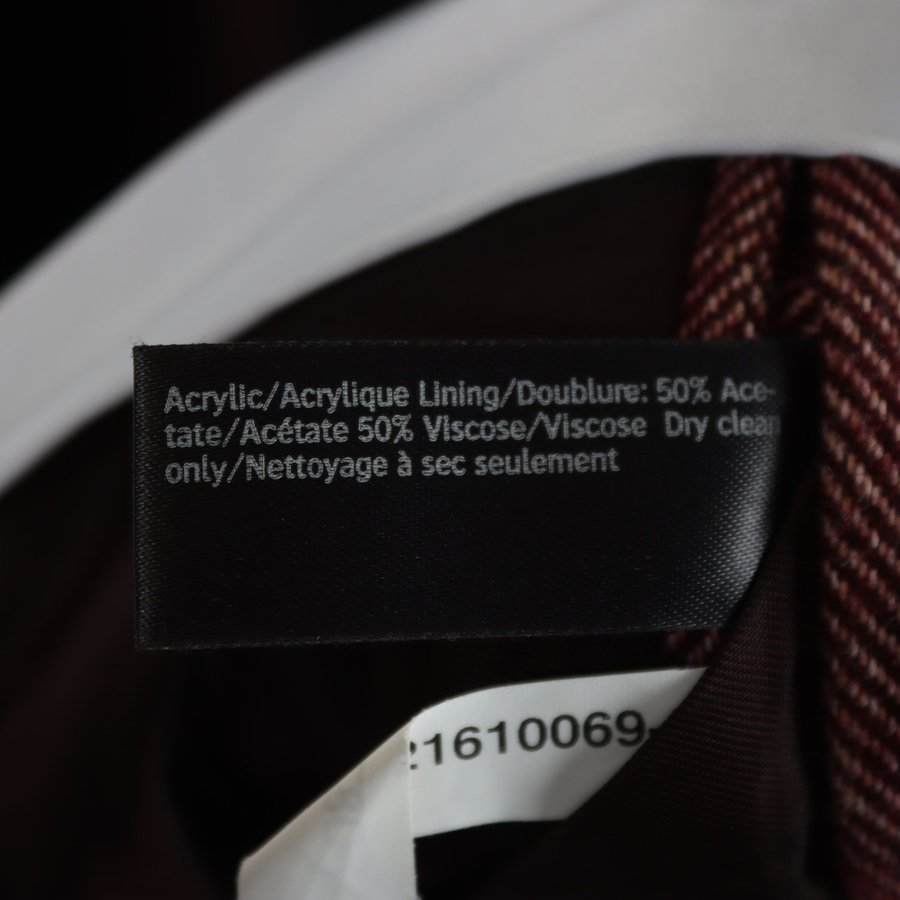 Acrylic/Acrylique Lining/Doublure: 50% Ace-
tate/Acétate 50% Viscose/Viscose Dry clean
only/Nettoyage à sec seulement
21610069-